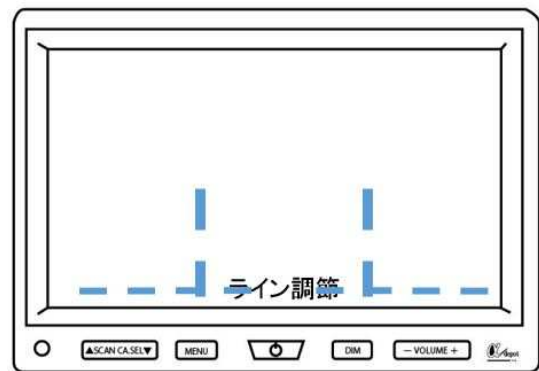 ライン調節
▲SCAN CA.SEL▼ MENU DIM − VOLUME +